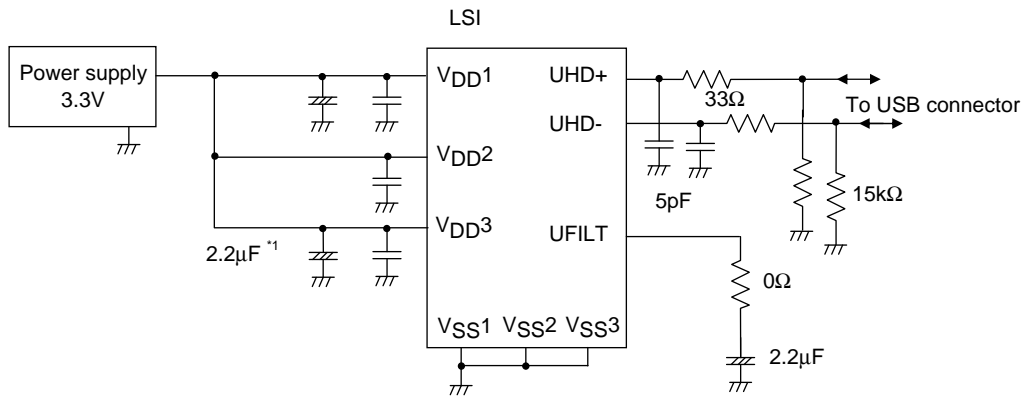 LSI
Power supply
3.3V
VDD1
VDD2
VDD3
2.2μF *1
UHD+
UHD-
UFILT
VSS1 VSS2 VSS3
33Ω
To USB connector
5pF
15kΩ
0Ω
2.2μF